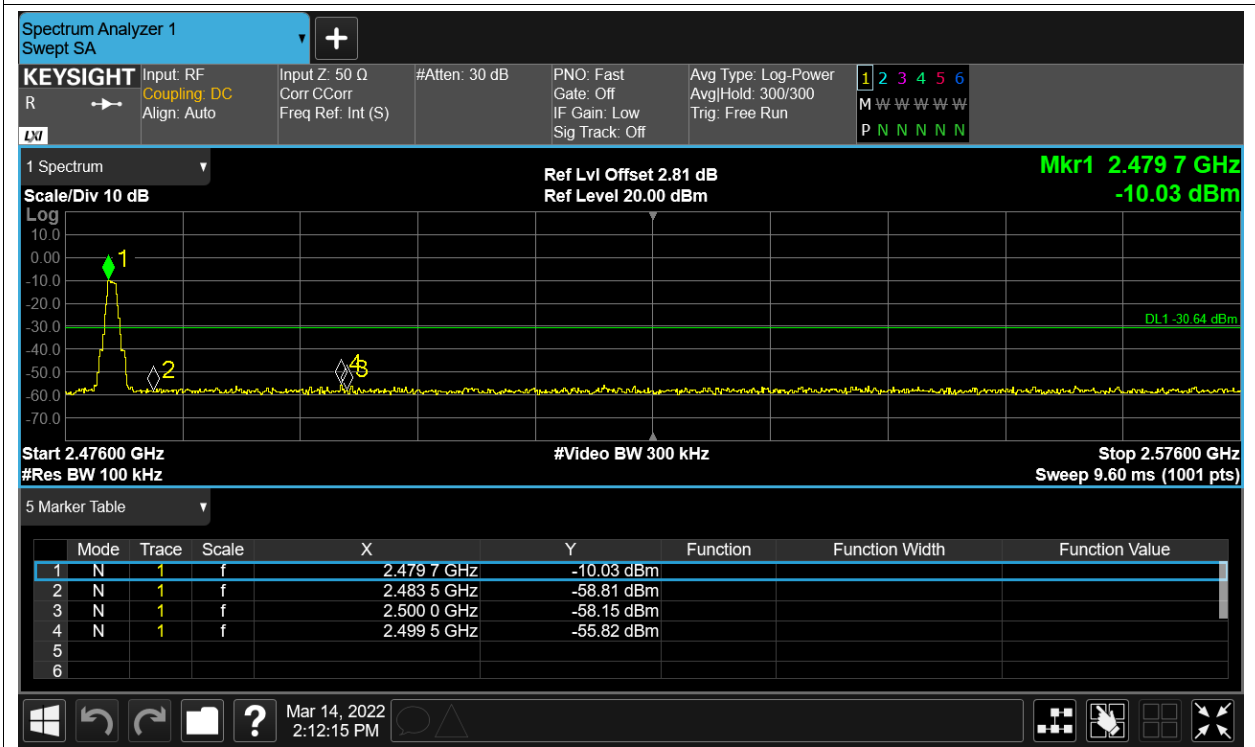 Spectrum Analyzer 1
Swept SA
+
KEYSIGHT Input: RF Input Z: 50 Ω #Atten: 30 dB PNO: Fast Avg Type: Log-Power 1 2 3 4 5 6
R Coupling: DC Corr CCorr Gate: Off Avg|Hold: 300/300 M W W W W W
Align: Auto Freq Ref: Int (S) IF Gain: Low Trig: Free Run
LXI Sig Track: Off P N N N N N
1 Spectrum Ref Lvl Offset 2.81 dB Mkr1 2.479 7 GHz
Scale/Div 10 dB Ref Level 20.00 dBm -10.03 dBm
Log
10.0
0.00 1
-10.0
-20.0
-30.0 DL1 -30.64 dBm
-40.0
-50.0 2 4 3
-60.0
-70.0
Start 2.47600 GHz #Video BW 300 kHz Stop 2.57600 GHz
#Res BW 100 kHz Sweep 9.60 ms (1001 pts)
5 Marker Table
Mode Trace Scale X Y Function Function Width Function Value
1 N 1 f 2.479 7 GHz -10.03 dBm
2 N 1 f 2.483 5 GHz -58.81 dBm
3 N 1 f 2.500 0 GHz -58.15 dBm
4 N 1 f 2.499 5 GHz -55.82 dBm
5
6
? Mar 14, 2022
2:12:15 PM